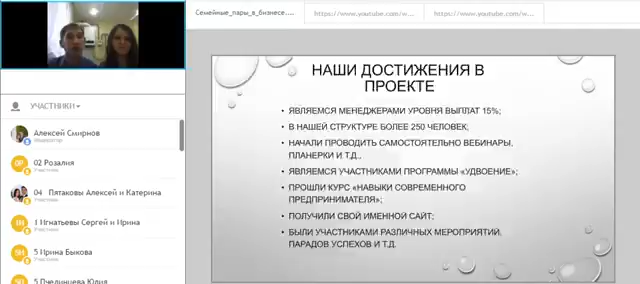 Семейные_пары_в_бизнесе....
https://www.youtube.com/w...
https://www.youtube.com/w...
УЧАСТНИКИ
Алексей Смирнов
Модератор
02 Розалия
Участник
04 Пятаковы Алексей и Катерина
Участник
1 Игнатьевы Сергей и Ирина
Участник
5 Ирина Быкова
Участник
5 Пчелинцева Юлия
НАШИ ДОСТИЖЕНИЯ В
ПРОЕКТЕ
• ЯВЛЯЕМСЯ МЕНЕДЖЕРАМИ УРОВНЯ ВЫПЛАТ 15%;
• В НАШЕЙ СТРУКТУРЕ БОЛЕЕ 250 ЧЕЛОВЕК;
• НАЧАЛИ ПРОВОДИТЬ САМОСТОЯТЕЛЬНО ВЕБИНАРЫ,
ПЛАНЕРКИ И Т.Д.,
• ЯВЛЯЕМСЯ УЧАСТНИКАМИ ПРОГРАММЫ «УДВОЕНИЕ»;
• ПРОШЛИ КУРС «НАВЫКИ СОВРЕМЕННОГО
ПРЕДПРИНИМАТЕЛЯ»;
• ПОЛУЧИЛИ СВОЙ ИМЕННОЙ САЙТ;
• БЫЛИ УЧАСТНИКАМИ РАЗЛИЧНЫХ МЕРОПРИЯТИЙ,
ПАРАДОВ УСПЕХОВ И Т.Д.